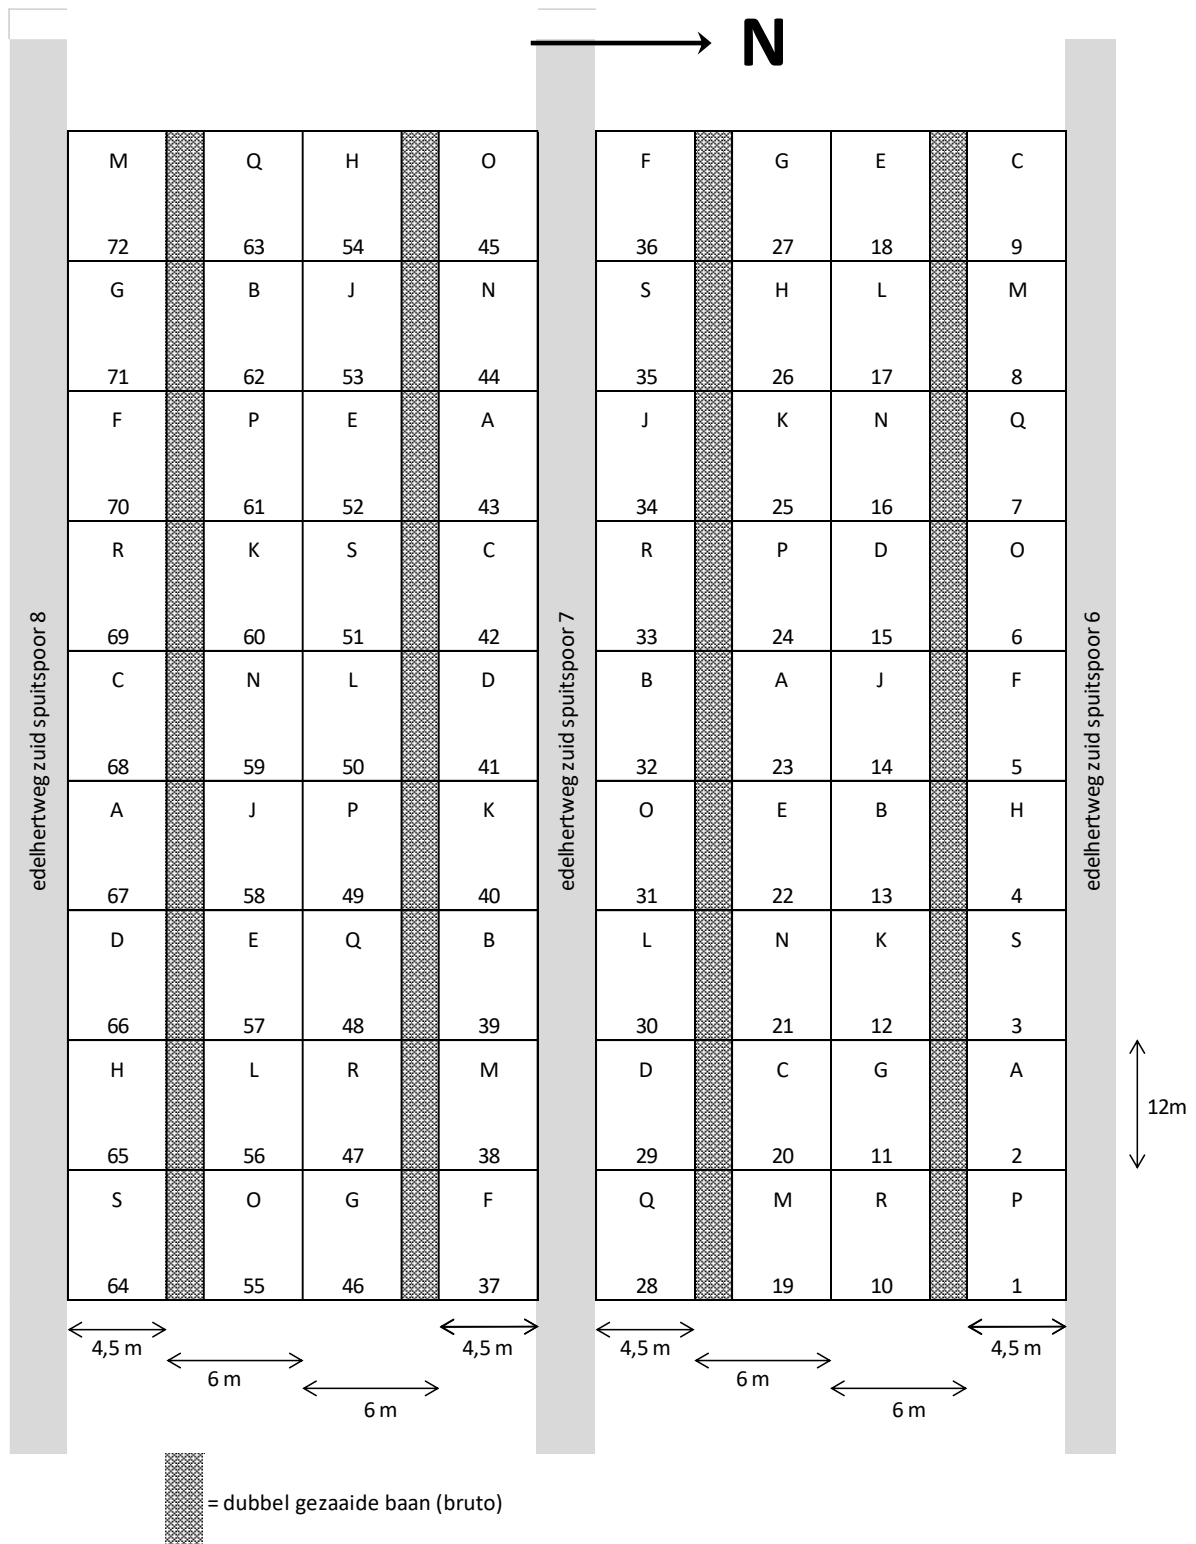 N
M Q H O F G E C
72 63 54 45 36 27 18 9
G B J N S H L M
71 62 53 44 35 26 17 8
F P E A J K N Q
70 61 52 43 34 25 16 7
R K S C R P D O
69 60 51 42 33 24 15 6
C N L D B A J F
68 59 50 41 32 23 14 5
A J P K O E B H
67 58 49 40 31 22 13 4
D E Q B L N K S
66 57 48 39 30 21 12 3
H L R M D C G A
65 56 47 38 29 20 11 2
S O G F Q M R P
64 55 46 37 28 19 10 1
edelhertweg zuid spuitspoor 8
edelhertweg zuid spuitspoor 7
edelhertweg zuid spuitspoor 6
12m
4,5 m 4,5 m 4,5 m 4,5 m
6 m 6 m
6 m 6 m
= dubbel gezaaide baan (bruto)